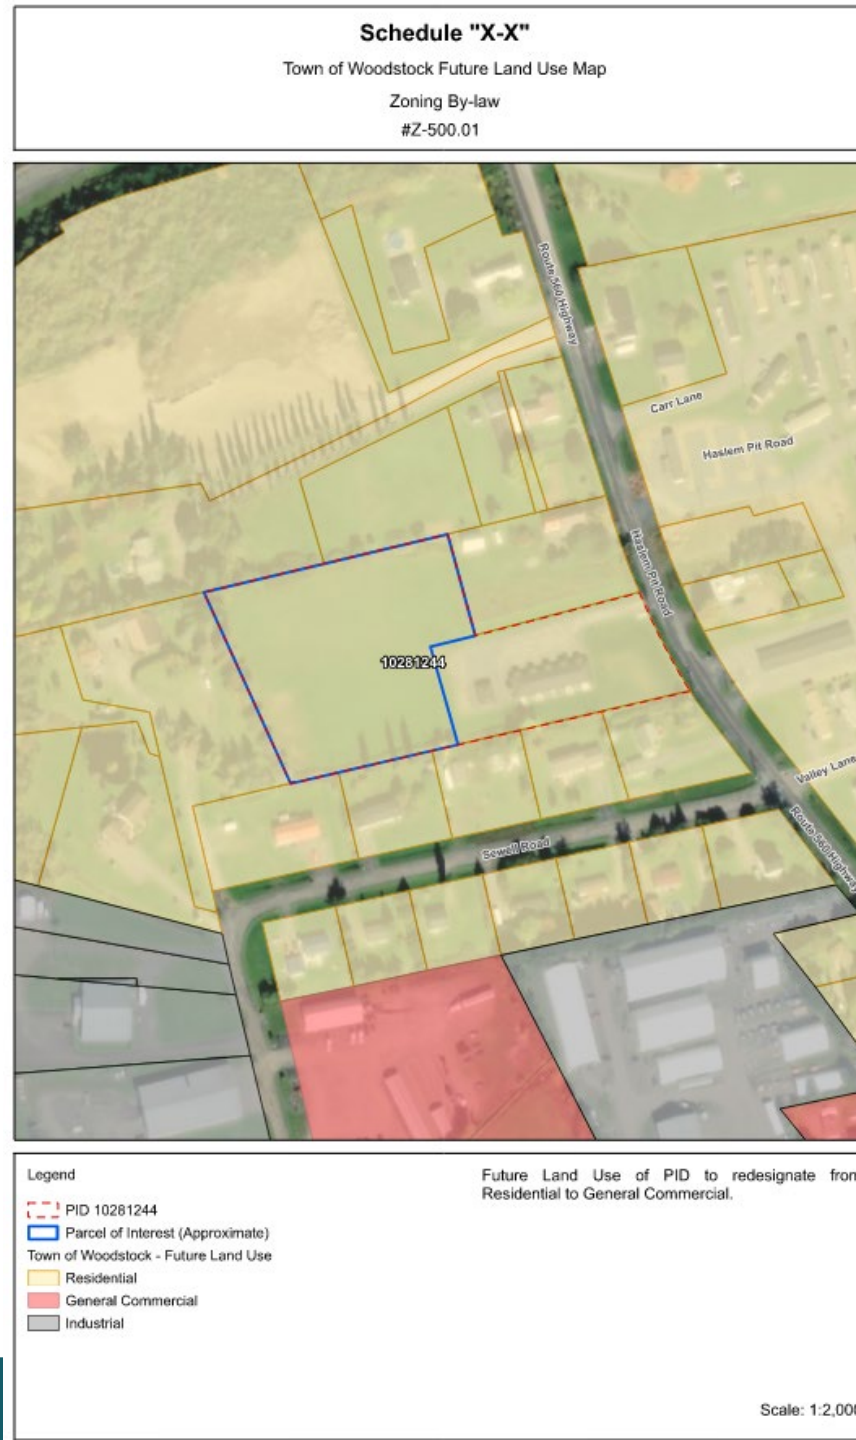 Schedule "X-X"
Town of Woodstock Future Land Use Map
Zoning By-law
#Z-500.01
Route 560 Highway
Carr Lane
Haslem Pit Road
Haslem Pit Road
10281244
Valley Lane
Sewell Road
Route 560 Highway
Legend
PID 10281244
Parcel of Interest (Approximate)
Town of Woodstock - Future Land Use
Residential
General Commercial
Industrial
Future Land Use of PID to redesignate from
Residential to General Commercial.
Scale: 1:2,000